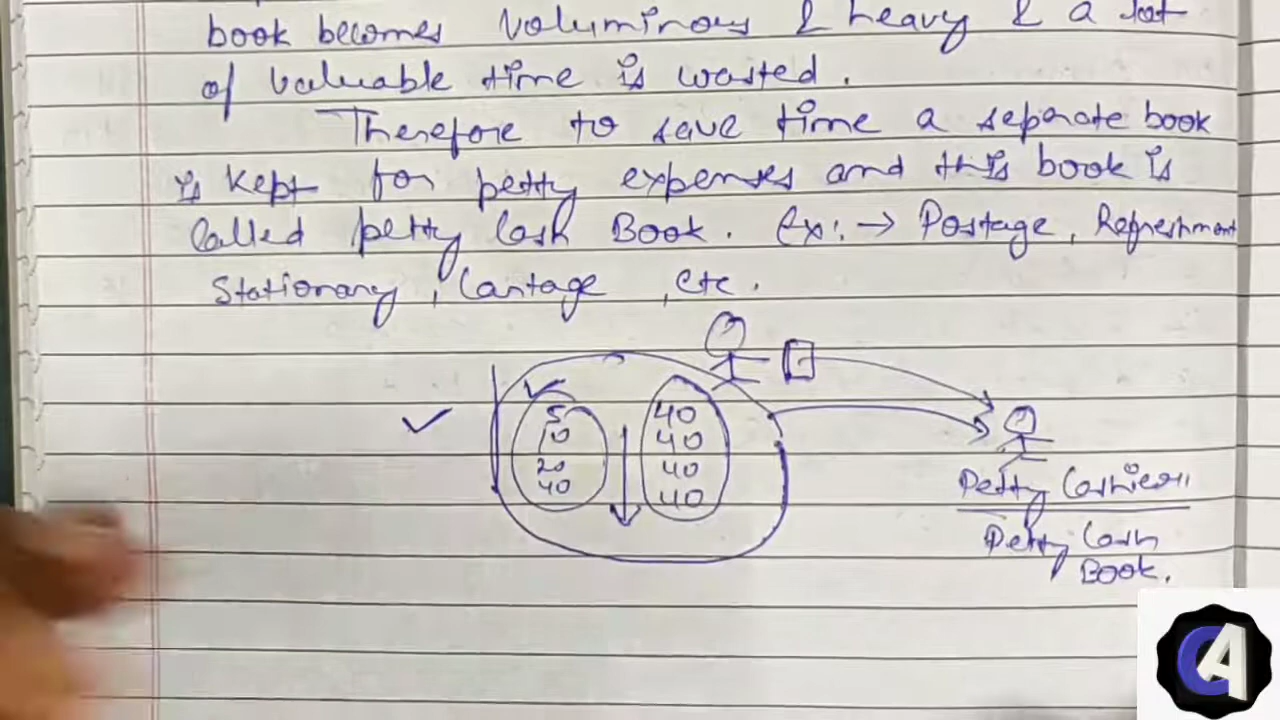 book becomes voluminous & heavy & a lot
of valuable time is wasted.
Therefore to save time a separate book
is kept for petty expenses and this book is
called petty Cash Book. Ex:→ Postage, Refreshment
Stationary, Cartage, etc.
5 40
10 40
20 40
40 40
Petty Cashier
Petty Cash
Book.
CA